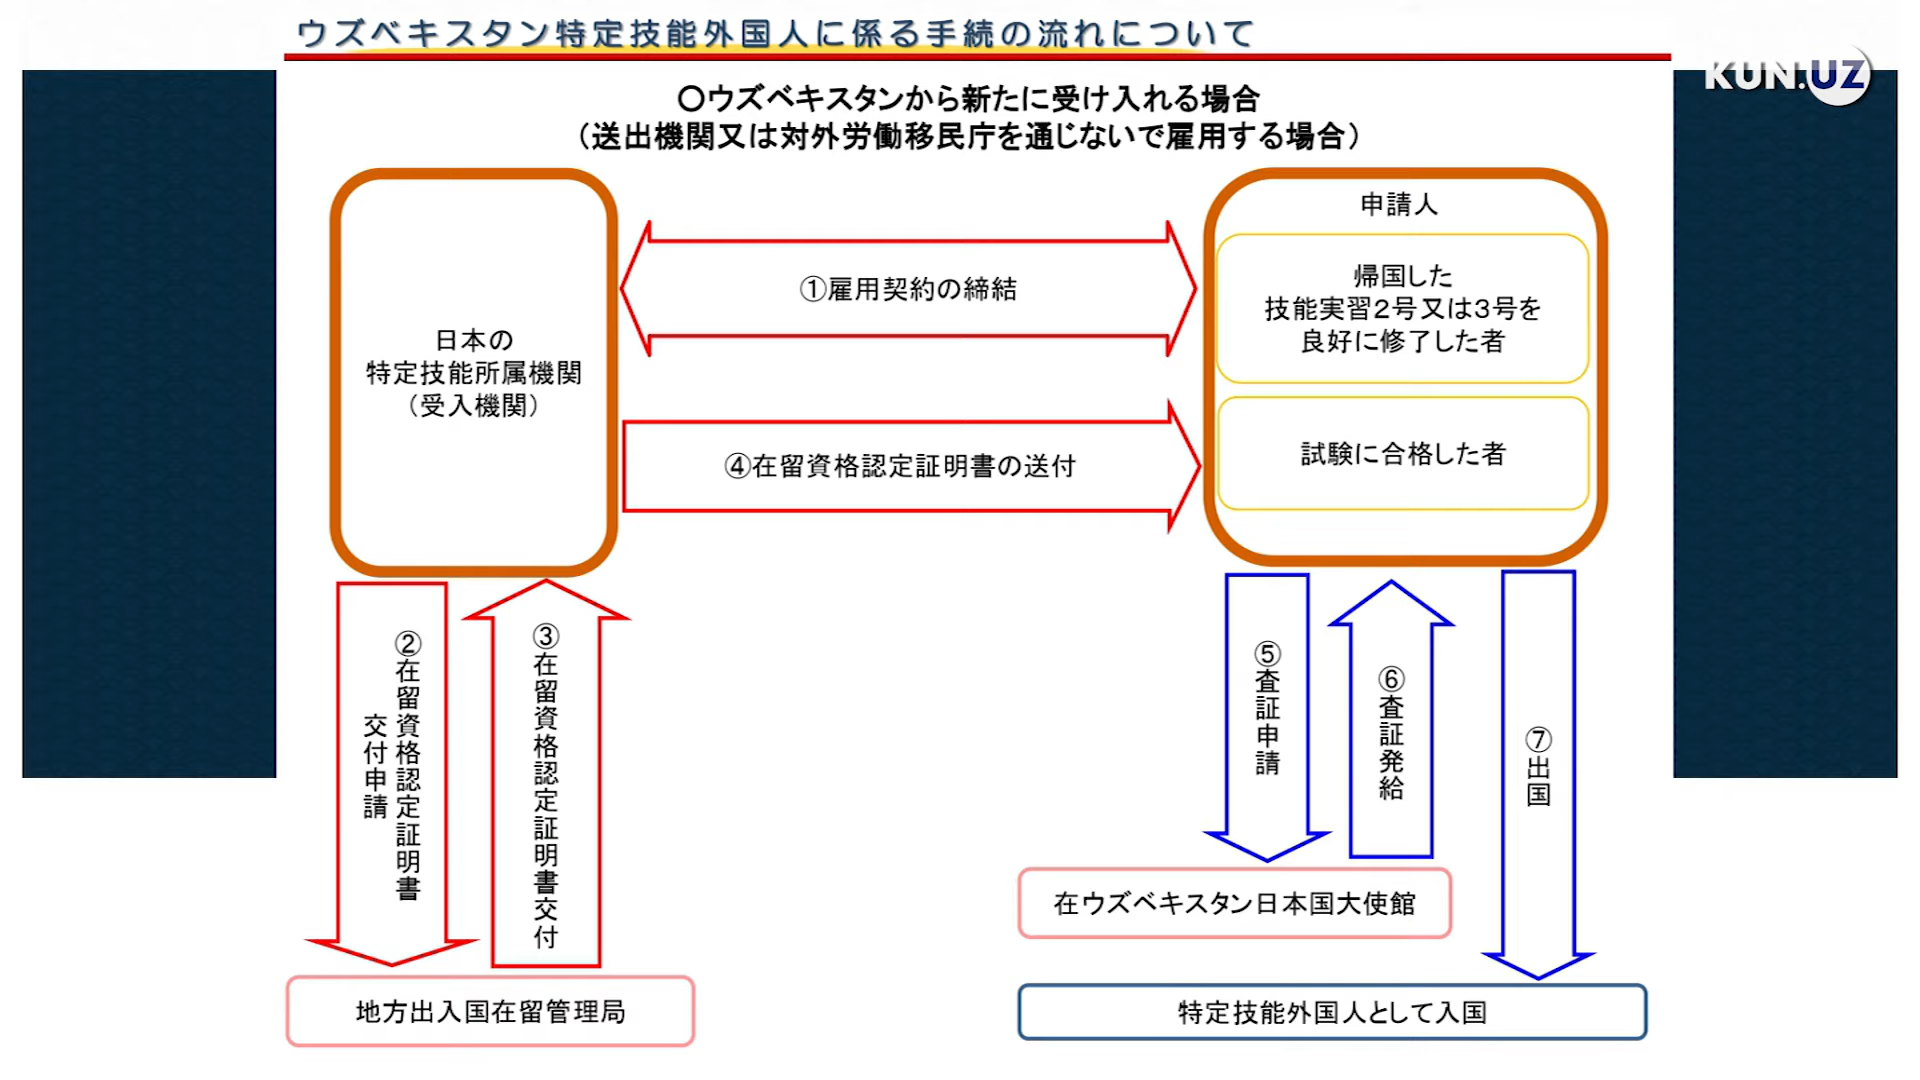 ウズベキスタン特定技能外国人に係る手続の流れについて
KUN.UZ
〇ウズベキスタンから新たに受け入れる場合
（送出機関又は対外労働移民庁を通じないで雇用する場合）
日本の
特定技能所属機関
（受入機関）
①雇用契約の締結
④在留資格認定証明書の送付
申請人
帰国した
技能実習２号又は３号を
良好に修了した者
試験に合格した者
②在留資格認定証明書
交付申請
③在留資格認定証明書交付
⑤査証申請
⑥査証発給
⑦出国
在ウズベキスタン日本国大使館
地方出入国在留管理局
特定技能外国人として入国